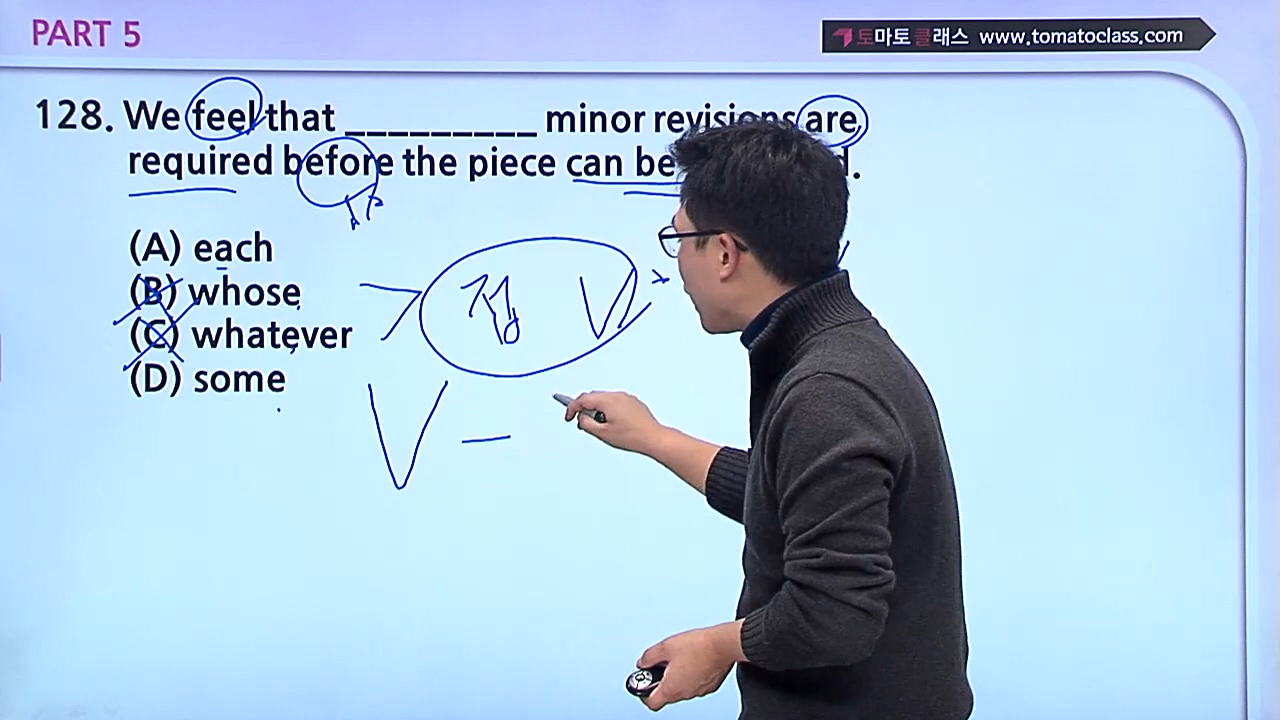 PART 5
토마토클래스 www.tomatoclass.com
128. We feel that _________ minor revisions are
required before the piece can be
(A) each
(B) whose
(C) whatever
(D) some
접 V
V